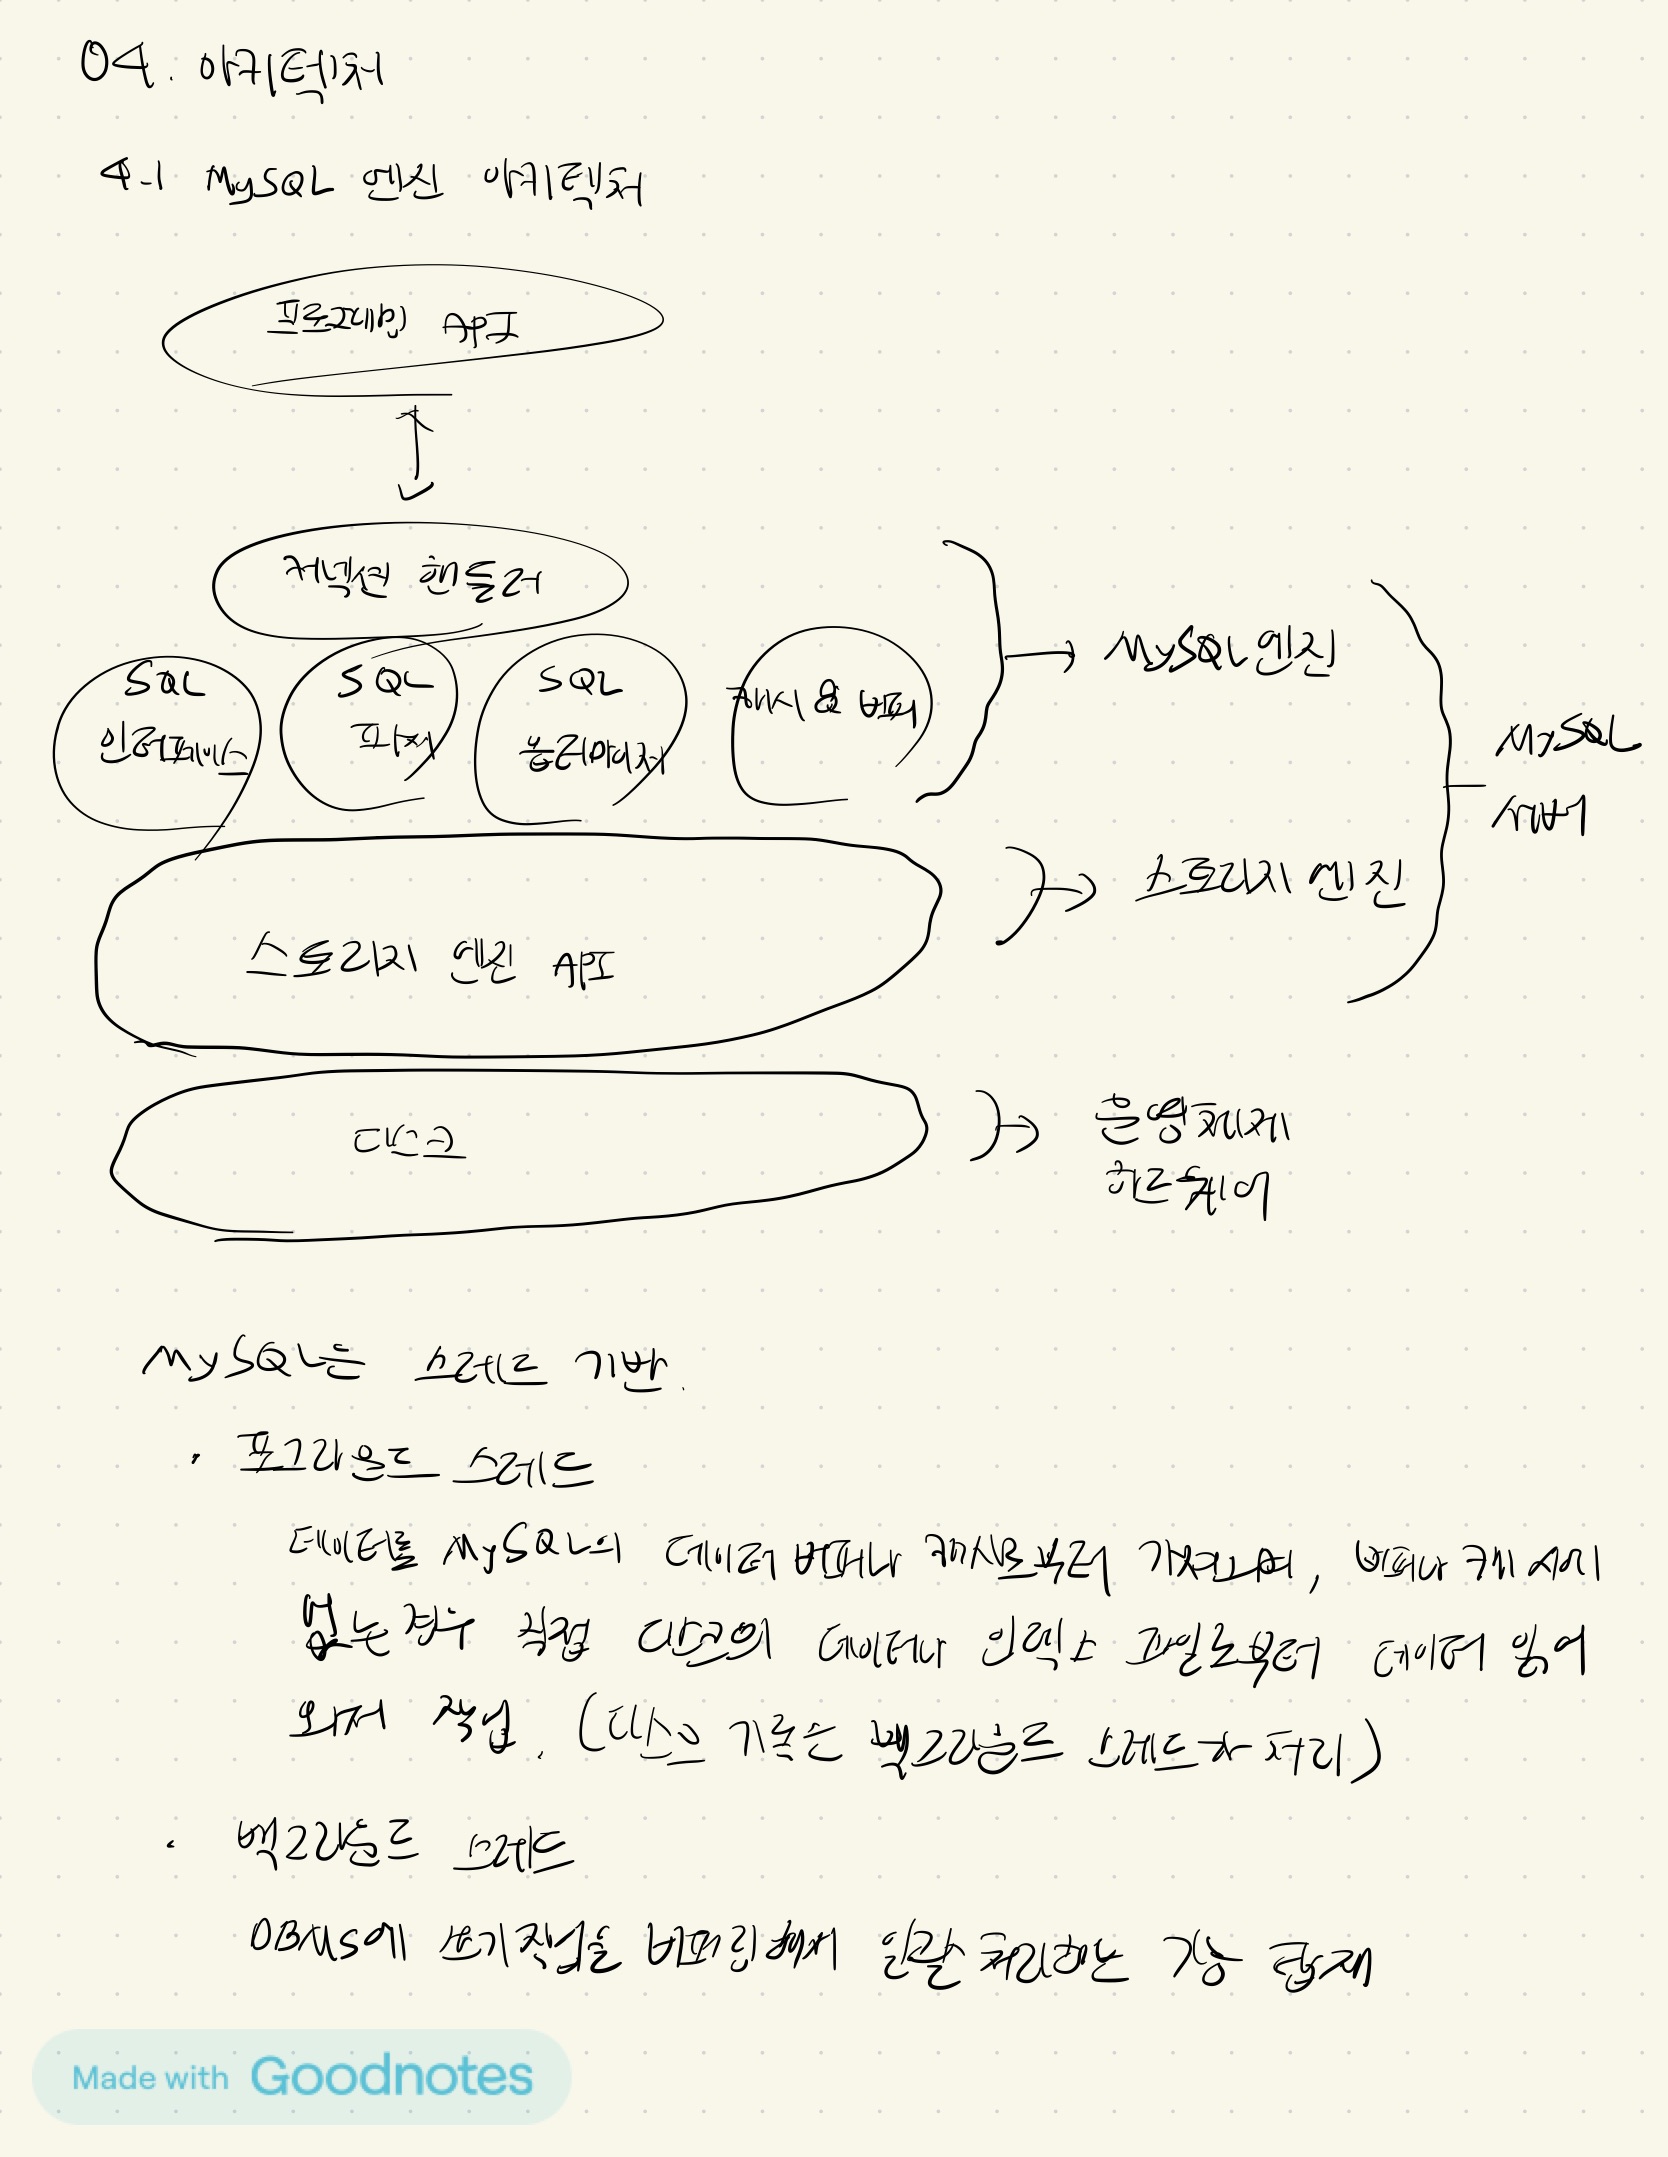 04. 아키텍처
4-1 MySQL 엔진 아키텍처
프로그래밍 API
커넥션 핸들러
SQL
인터페이스
SQL
파서
SQL
옵티마이저
캐시 & 버퍼
MySQL 엔진
MySQL
서버
스토리지 엔진 API
스토리지 엔진
디스크
운영체제
하드웨어
MySQL는 스레드 기반.
· 포그라운드 스레드
데이터를 MySQL의 데이터 버퍼나 캐시로부터 가져오며, 버퍼나 캐시에
없는 경우 직접 디스크의 데이터나 인덱스 파일로부터 데이터 읽어
와서 작업. (디스크 기록은 백그라운드 스레드가 처리)
· 백그라운드 스레드
DBMS에 쓰기작업을 버퍼링해서 일괄 처리하는 기능 탑재
Made with Goodnotes